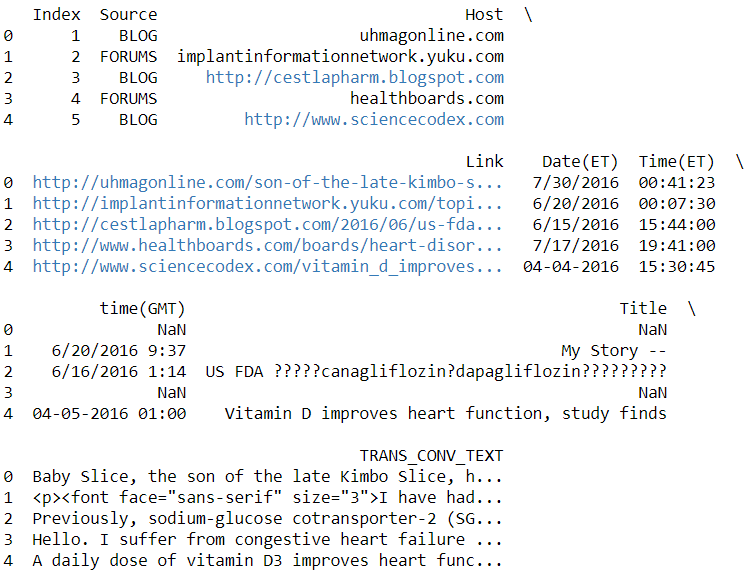 Index Source Host \
0 1 BLOG uhmagonline.com
1 2 FORUMS implantinformationnetwork.yuku.com
2 3 BLOG http://cestlapharm.blogspot.com
3 4 FORUMS healthboards.com
4 5 BLOG http://www.sciencecodex.com
Link Date(ET) Time(ET) \
0 http://uhmagonline.com/son-of-the-late-kimbo-s... 7/30/2016 00:41:23
1 http://implantinformationnetwork.yuku.com/topi... 6/20/2016 00:07:30
2 http://cestlapharm.blogspot.com/2016/06/us-fda... 6/15/2016 15:44:00
3 http://www.healthboards.com/boards/heart-disor... 7/17/2016 19:41:00
4 http://www.sciencecodex.com/vitamin_d_improves... 04-04-2016 15:30:45
time(GMT) Title \
0 NaN NaN
1 6/20/2016 9:37 My Story --
2 6/16/2016 1:14 US FDA ?????canagliflozin?dapagliflozin?????????
3 NaN NaN
4 04-05-2016 01:00 Vitamin D improves heart function, study finds
TRANS_CONV_TEXT
0 Baby Slice, the son of the late Kimbo Slice, h...
1 <p><font face="sans-serif" size="3">I have had...
2 Previously, sodium-glucose cotransporter-2 (SG...
3 Hello. I suffer from congestive heart failure ...
4 A daily dose of vitamin D3 improves heart func...